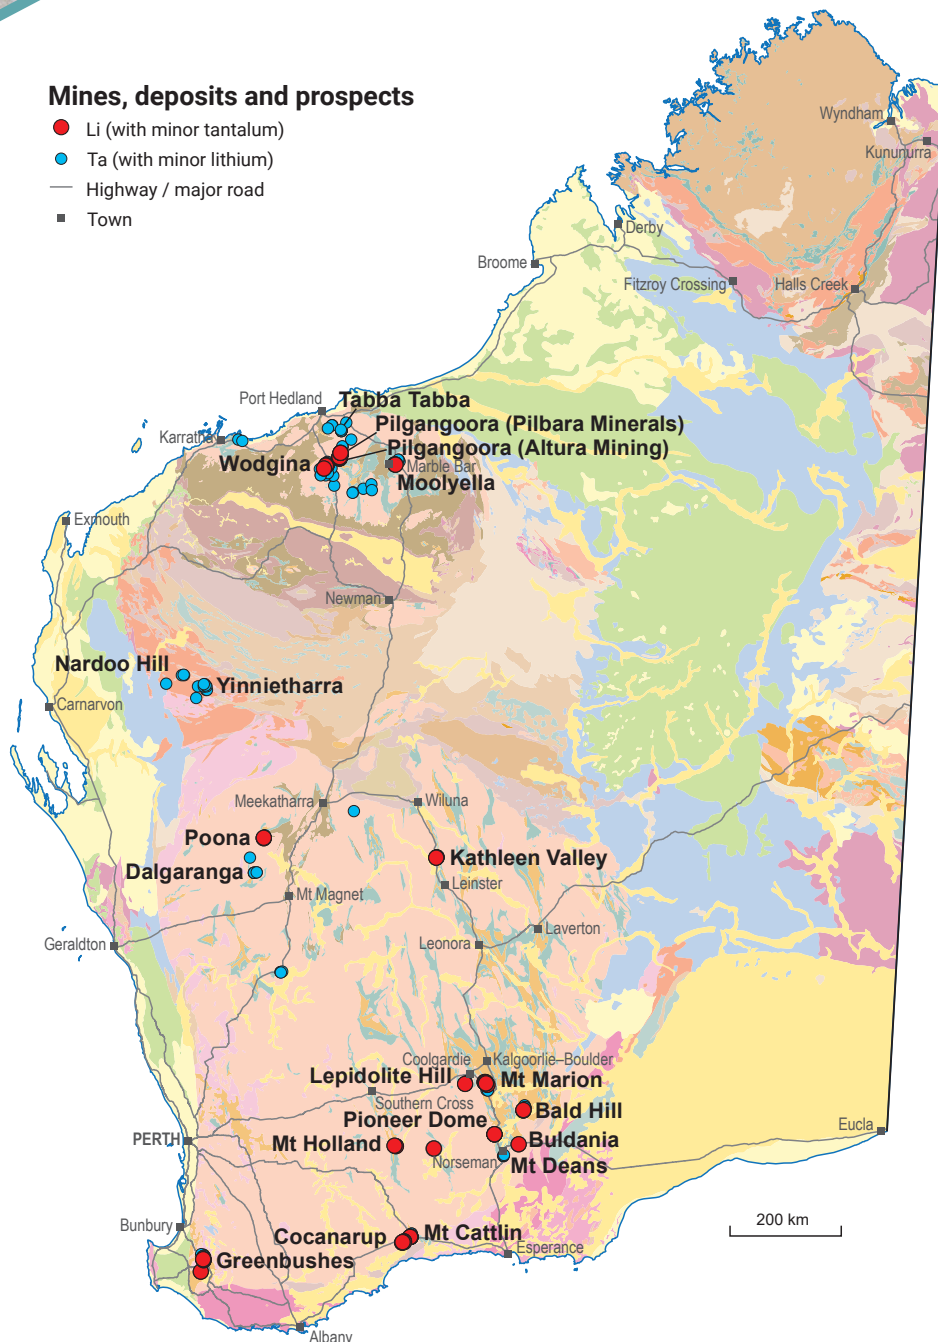 Mines, deposits and prospects
Li (with minor tantalum)
Ta (with minor lithium)
Highway / major road
Town
Wyndham
Kununurra
Derby
Broome
Fitzroy Crossing
Halls Creek
Port Hedland
Tabba Tabba
Pilgangoora (Pilbara Minerals)
Karratha
Pilgangoora (Altura Mining)
Wodgina
Marble Bar
Moolyella
Exmouth
Newman
Nardoo Hill
Yinnietharra
Carnarvon
Meekatharra
Wiluna
Poona
Kathleen Valley
Dalgaranga
Leinster
Mt Magnet
Laverton
Geraldton
Leonora
Coolgardie
Kalgoorlie–Boulder
Lepidolite Hill
Mt Marion
Southern Cross
Bald Hill
Pioneer Dome
Eucla
PERTH
Mt Holland
Buldania
Norseman
Mt Deans
200 km
Bunbury
Cocanarup
Mt Cattlin
Esperance
Greenbushes
Albany